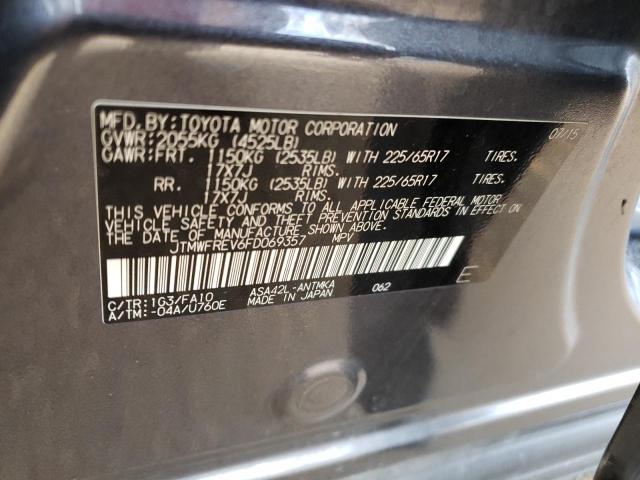 MFD.BY:TOYOTA MOTOR CORPORATION 07/15
GVWR:2055KG (4525LB)
GAWR:FRT. 1150KG (2535LB) WITH 225/65R17 TIRES.
17X7J RIMS.
RR. 1150KG (2535LB) WITH 225/65R17 TIRES.
17X7J RIMS.
THIS VEHICLE CONFORMS TO ALL APPLICABLE FEDERAL MOTOR
VEHICLE SAFETY AND THEFT PREVENTION STANDARDS IN EFFECT ON
THE DATE OF MANUFACTURE SHOWN ABOVE.
JTMWFREV6FD069357 MPV
C/TR:1G3/FA10 ASA42L-ANTMKA 062 E
A/TM:-04A/U760E MADE IN JAPAN